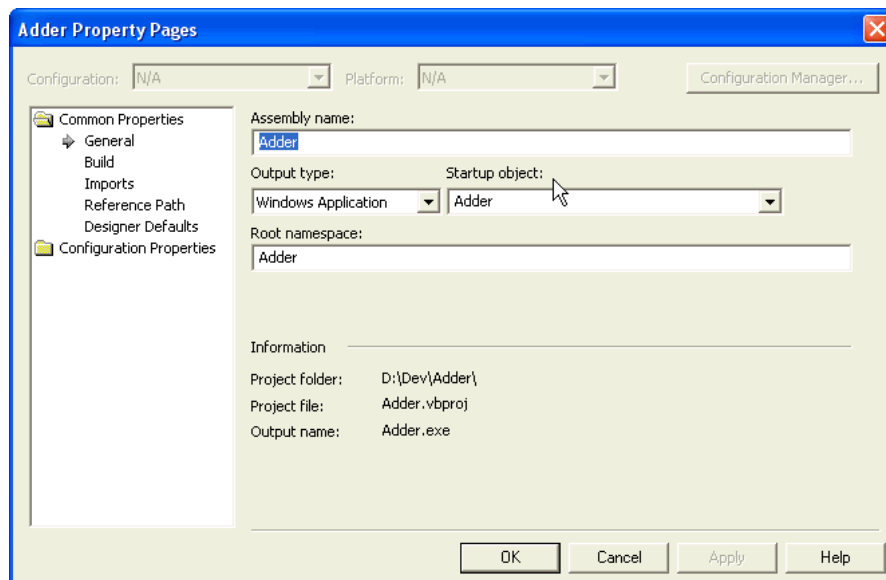 Adder Property Pages
Configuration: N/A Platform: N/A Configuration Manager...
Common Properties
General
Build
Imports
Reference Path
Designer Defaults
Configuration Properties
Assembly name:
Adder
Output type: Startup object:
Windows Application Adder
Root namespace:
Adder
Information
Project folder: D:\Dev\Adder\
Project file: Adder.vbproj
Output name: Adder.exe
OK Cancel Apply Help